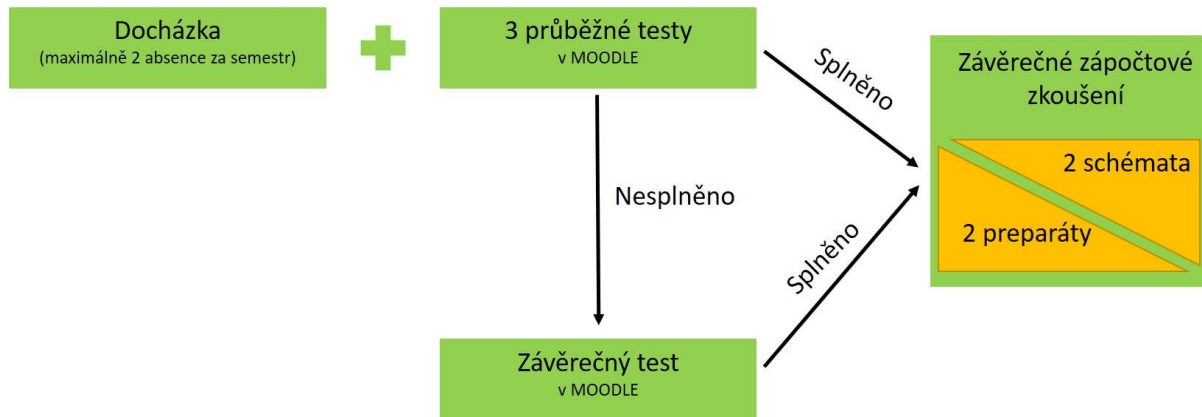 Docházka
(maximálně 2 absence za semestr)
3 průběžné testy
v MOODLE
Splněno
Závěrečné zápočtové
zkoušení
2 schémata
2 preparáty
Nesplněno
Splněno
Závěrečný test
v MOODLE